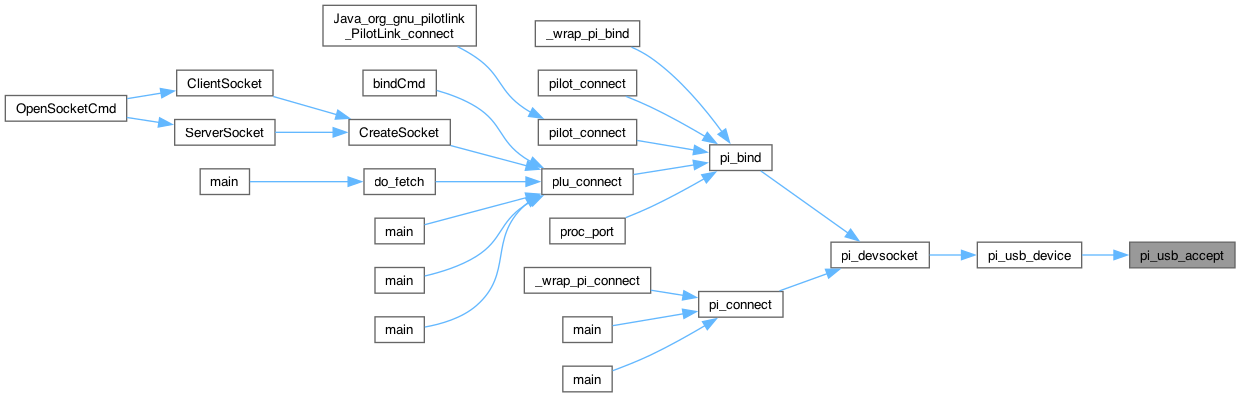 Java_org_gnu_pilotlink
_PilotLink_connect
_wrap_pi_bind
ClientSocket
bindCmd
pilot_connect
OpenSocketCmd
ServerSocket
CreateSocket
pilot_connect
pi_bind
main
do_fetch
plu_connect
main
proc_port
pi_devsocket
pi_usb_device
pi_usb_accept
main
_wrap_pi_connect
pi_connect
main
main
main